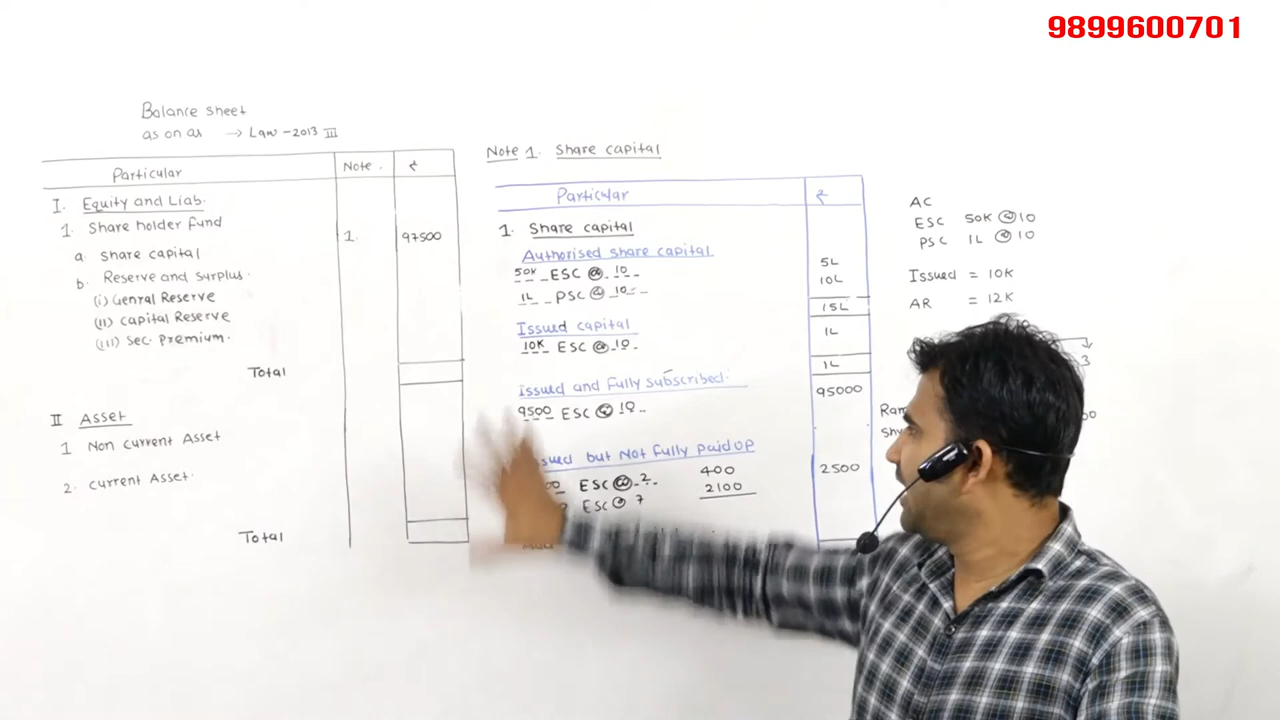 9899600701
Balance sheet
as on as → Law -2013 III
Particular Note. ₹
I. Equity and Liab.
1. Share holder fund
a. share capital 1. 97500
b. Reserve and surplus.
(i) Genral Reserve
(ii) capital Reserve
(iii) Sec. Premium.
Total
II Asset
1 Non current Asset
2. current Asset.
Total
Note 1. Share capital
Particular ₹
1. Share capital
Authorised share capital
50K ESC @ 10 5L
1L PSC @ 10 10L
15L
Issued capital
10K ESC @ 10 1L
1L
Issued and Fully subscribed.
9500 ESC @ 10 95000
but Not Fully paid up
ESC @ 2 400 2500
ESC @ 7 2100
AC
ESC 50K @ 10
PSC 1L @ 10
Issued = 10K
AR = 12K
3